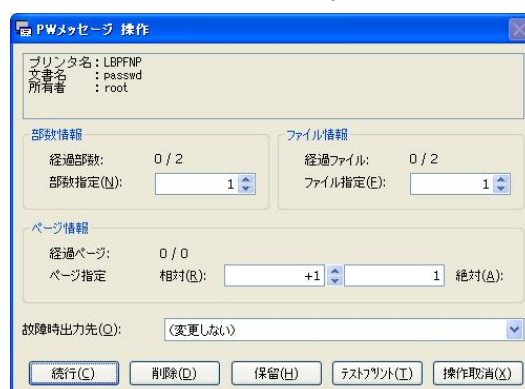 PWメッセージ 操作
プリンタ名：LBPFNP
文書名　：passwd
所有者　：root
部数情報
経過部数: 0 / 2
部数指定(N): 1
ファイル情報
経過ファイル: 0 / 2
ファイル指定(F): 1
ページ情報
経過ページ: 0 / 0
ページ指定 相対(R): +1 1 絶対(A):
故障時出力先(O): (変更しない)
続行(C) 削除(D) 保留(H) テストプリント(T) 操作取消(X)